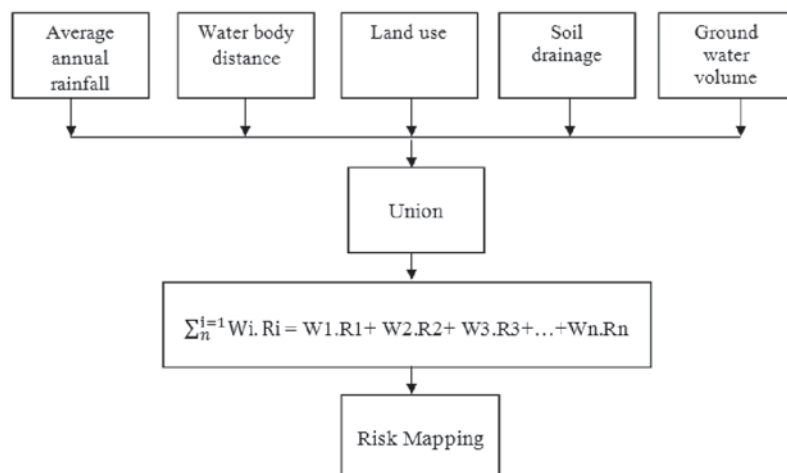 Average
annual
rainfall
Water body
distance
Land use
Soil
drainage
Ground
water
volume
Union
∑ₙⁱ⁼¹ Wi. Ri = W1.R1+ W2.R2+ W3.R3+…+Wn.Rn
Risk Mapping